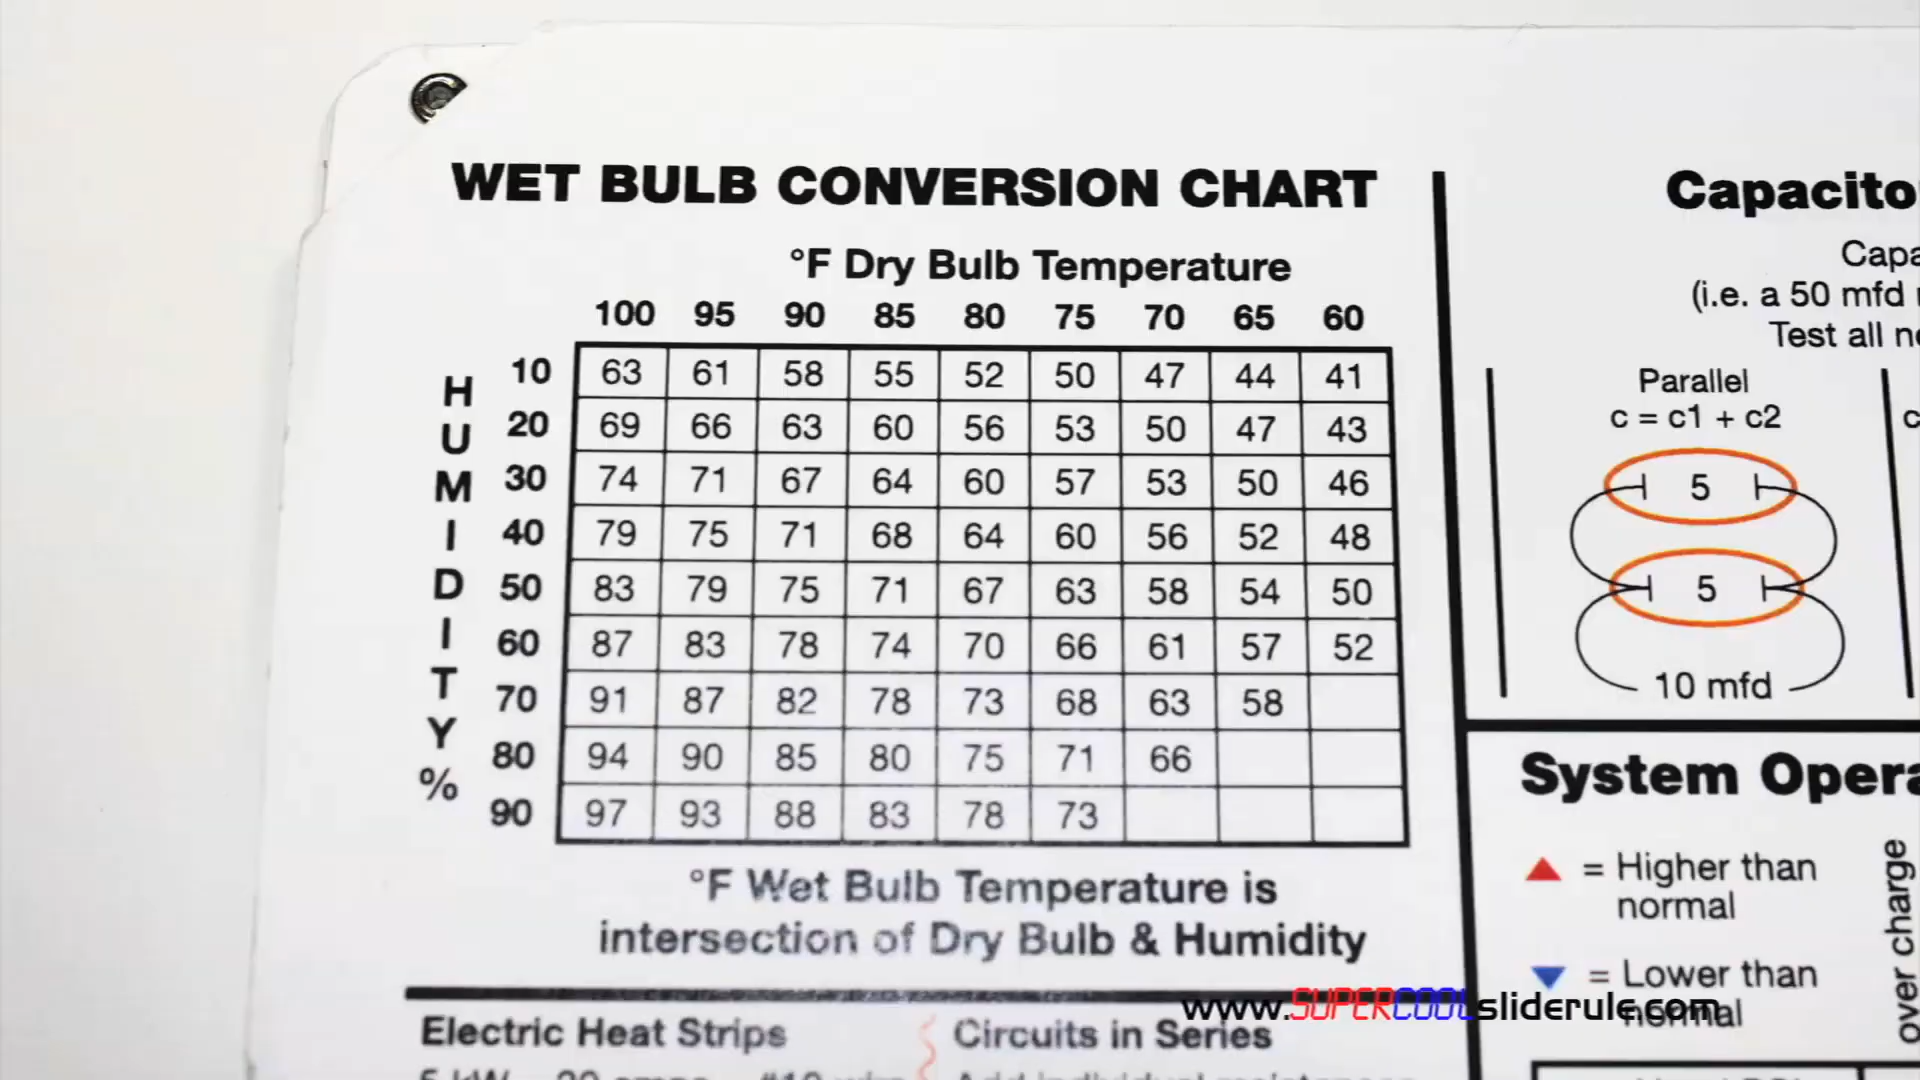 WET BULB CONVERSION CHART
°F Dry Bulb Temperature
100 95 90 85 80 75 70 65 60
HUMIDITY %
10 63 61 58 55 52 50 47 44 41
20 69 66 63 60 56 53 50 47 43
30 74 71 67 64 60 57 53 50 46
40 79 75 71 68 64 60 56 52 48
50 83 79 75 71 67 63 58 54 50
60 87 83 78 74 70 66 61 57 52
70 91 87 82 78 73 68 63 58
80 94 90 85 80 75 71 66
90 97 93 88 83 78 73
°F Wet Bulb Temperature is
intersection of Dry Bulb & Humidity
Electric Heat Strips
Circuits in Series
Capacito
Capa
(i.e. a 50 mfd
Test all
Parallel
c = c1 + c2
5
5
10 mfd
System Opera
= Higher than
normal
= Lower than
normal
over charge
www.SUPERCOOLsliderule.com